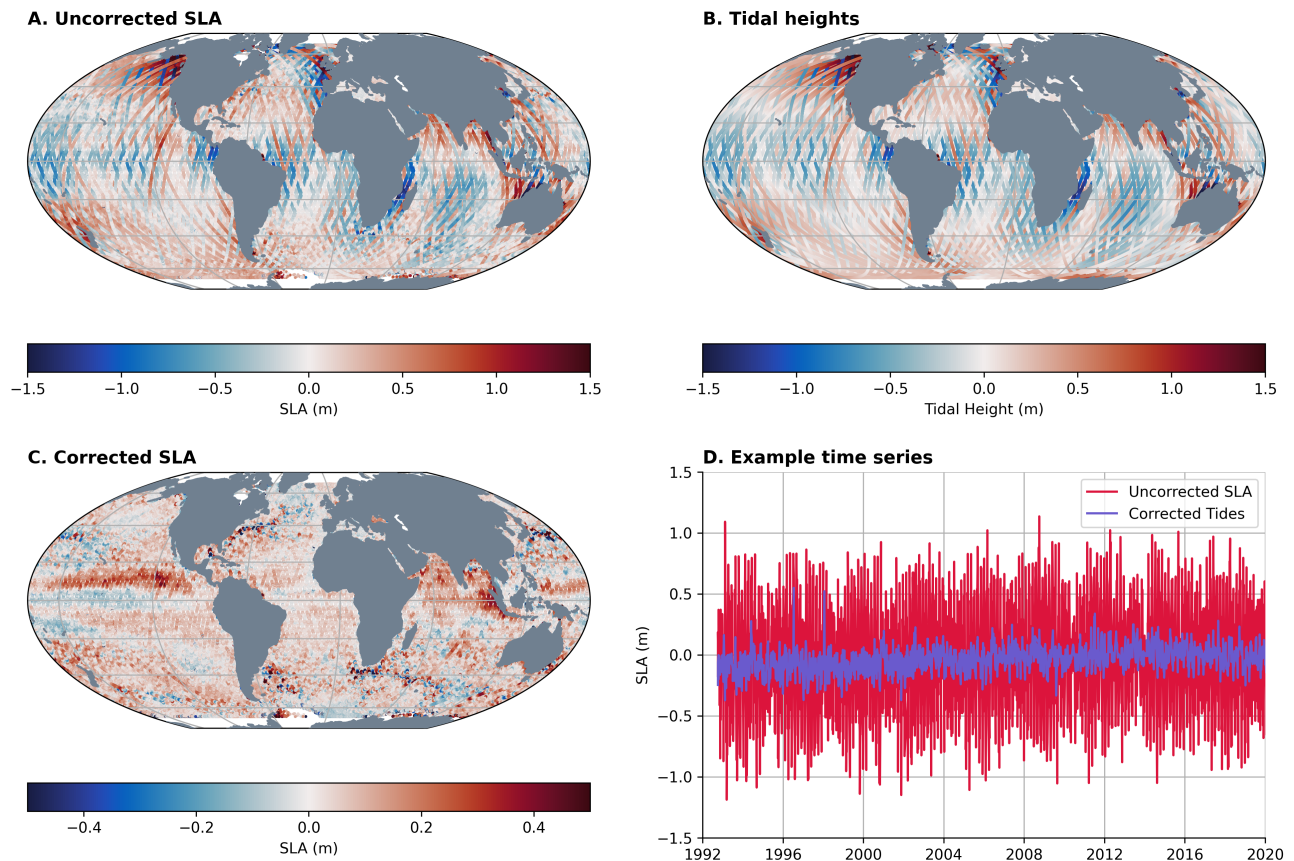 A. Uncorrected SLA
B. Tidal heights
−1.5 −1.0 −0.5 0.0 0.5 1.0 1.5
SLA (m)
−1.5 −1.0 −0.5 0.0 0.5 1.0 1.5
Tidal Height (m)
C. Corrected SLA
−0.4 −0.2 0.0 0.2 0.4
SLA (m)
D. Example time series
Uncorrected SLA
Corrected Tides
SLA (m)
1.5
1.0
0.5
0.0
−0.5
−1.0
−1.5
1992 1996 2000 2004 2008 2012 2016 2020